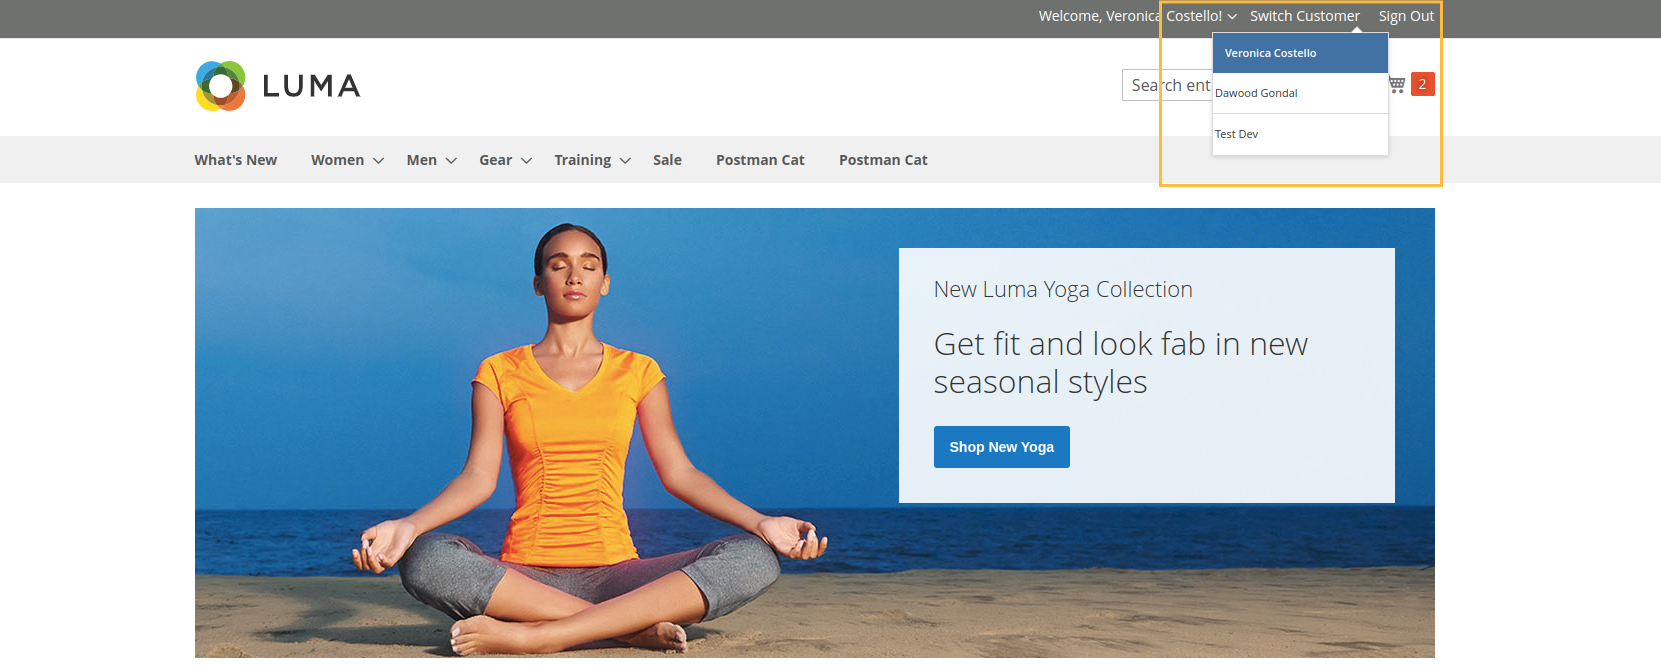 Welcome, Veronica Costello! Switch Customer Sign Out
Veronica Costello
Dawood Gondal
Test Dev
LUMA
Search ent
2
What's New Women Men Gear Training Sale Postman Cat Postman Cat
New Luma Yoga Collection
Get fit and look fab in new
seasonal styles
Shop New Yoga